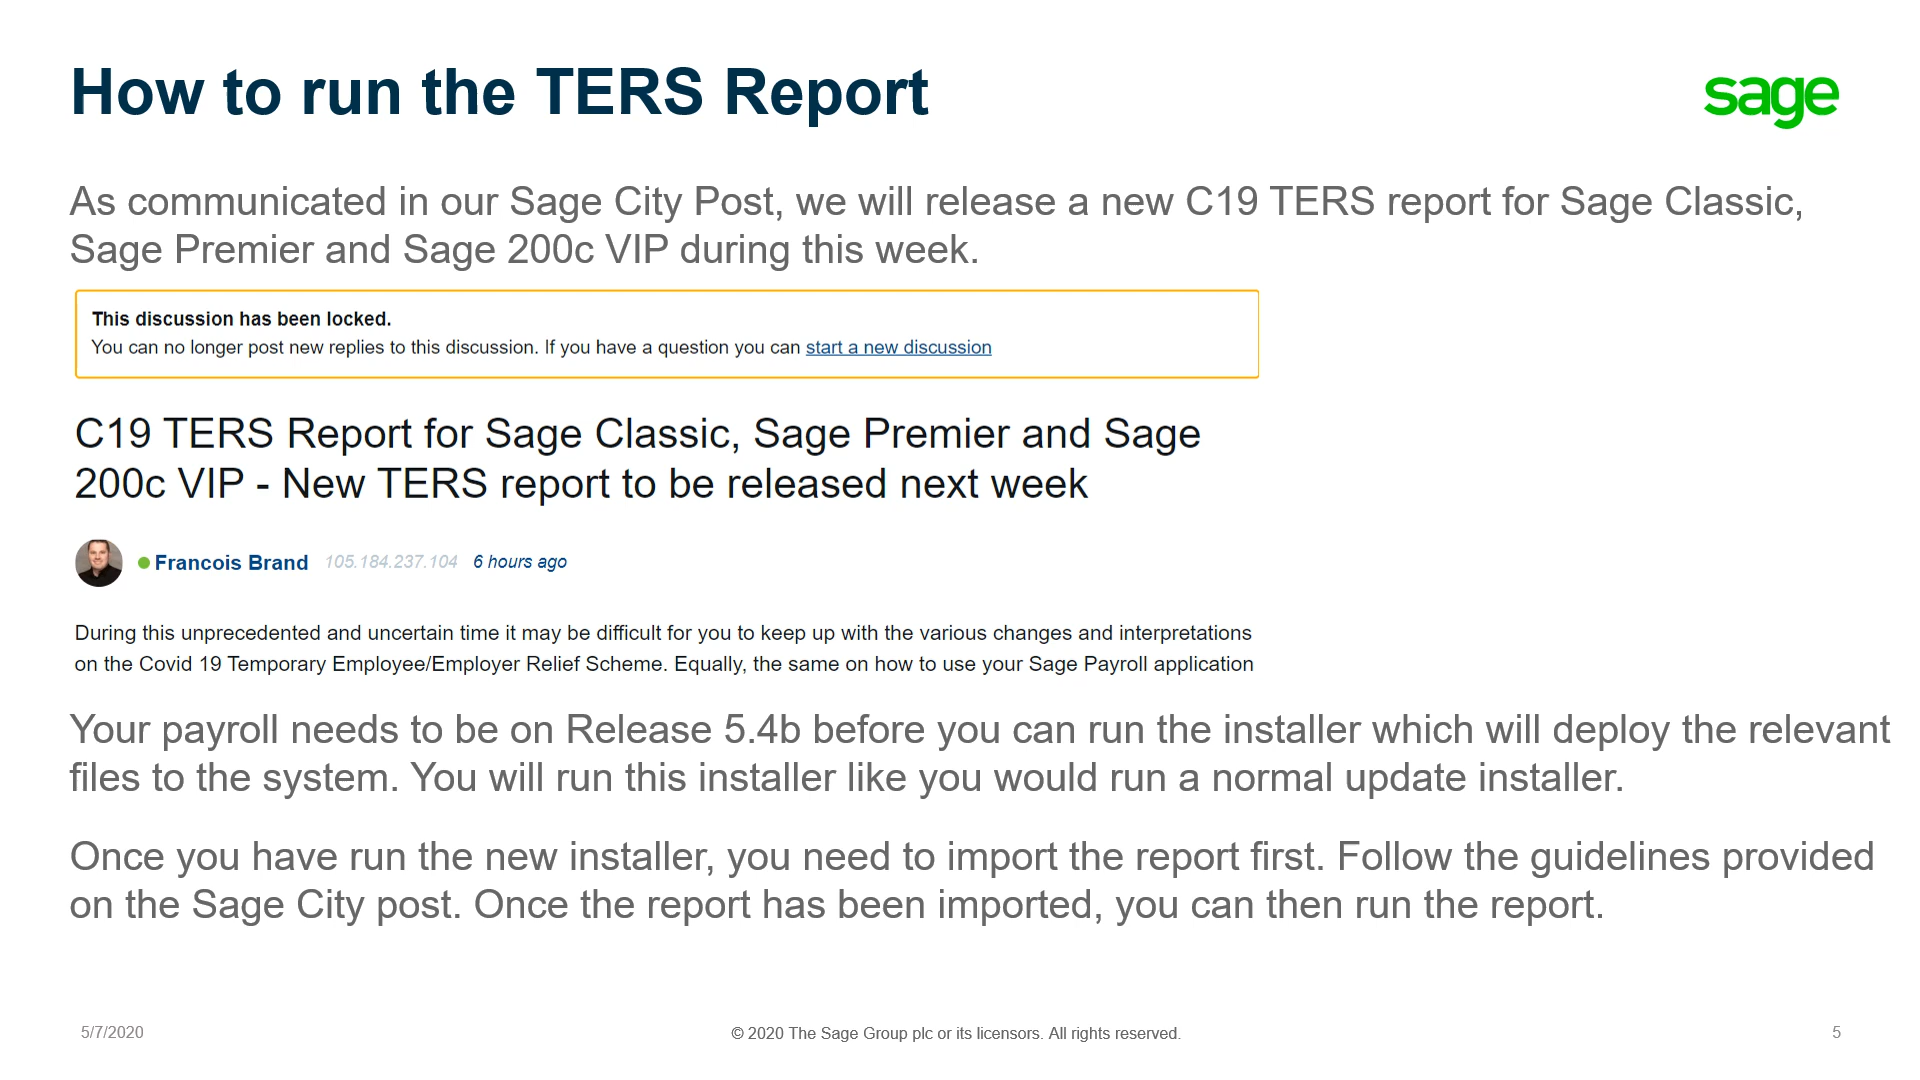 How to run the TERS Report
sage
As communicated in our Sage City Post, we will release a new C19 TERS report for Sage Classic,
Sage Premier and Sage 200c VIP during this week.
This discussion has been locked.
You can no longer post new replies to this discussion. If you have a question you can start a new discussion
C19 TERS Report for Sage Classic, Sage Premier and Sage
200c VIP - New TERS report to be released next week
Francois Brand 105.184.237.104 6 hours ago
During this unprecedented and uncertain time it may be difficult for you to keep up with the various changes and interpretations
on the Covid 19 Temporary Employee/Employer Relief Scheme. Equally, the same on how to use your Sage Payroll application
Your payroll needs to be on Release 5.4b before you can run the installer which will deploy the relevant
files to the system. You will run this installer like you would run a normal update installer.
Once you have run the new installer, you need to import the report first. Follow the guidelines provided
on the Sage City post. Once the report has been imported, you can then run the report.
5/7/2020
© 2020 The Sage Group plc or its licensors. All rights reserved.
5